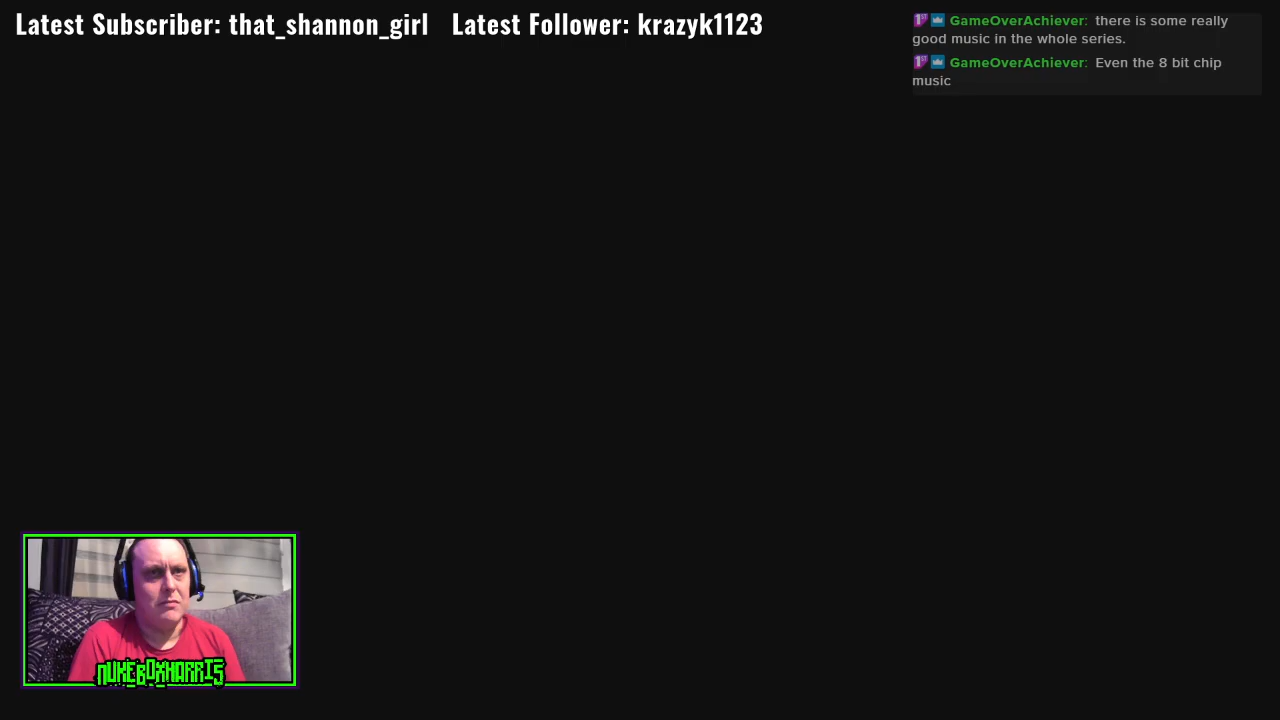 Latest Subscriber: that_shannon_girl Latest Follower: krazyk1123
GameOverAchiever: there is some really
good music in the whole series.
GameOverAchiever: Even the 8 bit chip
music
NUKEBOXHARRIS